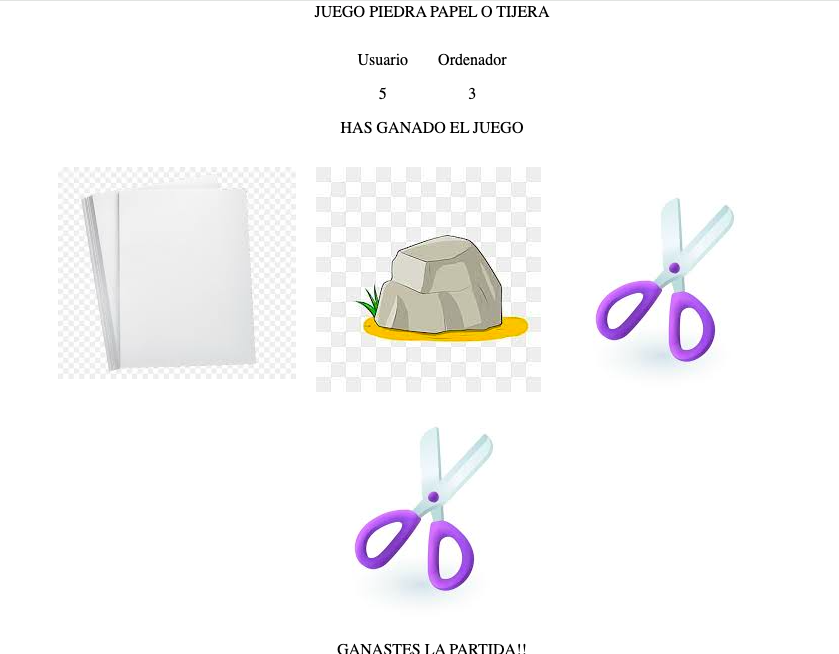 JUEGO PIEDRA PAPEL O TIJERA
Usuario Ordenador
5 3
HAS GANADO EL JUEGO
GANASTES LA PARTIDA!!